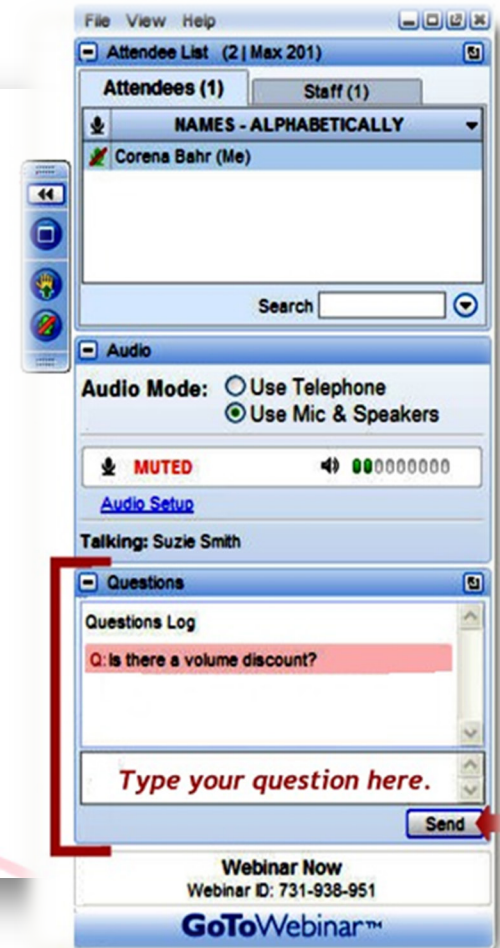 File View Help
Attendee List (2 | Max 201)
Attendees (1) Staff (1)
NAMES - ALPHABETICALLY
Corena Bahr (Me)
Search
Audio
Audio Mode: Use Telephone
Use Mic & Speakers
MUTED
Audio Setup
Talking: Suzie Smith
Questions
Questions Log
Q: Is there a volume discount?
Type your question here.
Send
Webinar Now
Webinar ID: 731-938-951
GoToWebinar™